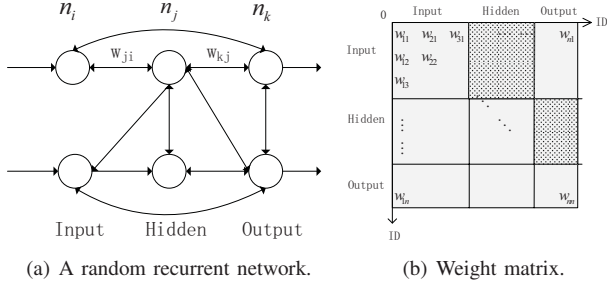 n_i n_j n_k
w_ji w_kj
Input Hidden Output
(a) A random recurrent network.
0 Input Hidden Output ID
Input
w_11 w_21 w_31 ...... w_n1
w_12 w_22
w_13
Hidden
Output
w_1n w_nn
ID
(b) Weight matrix.